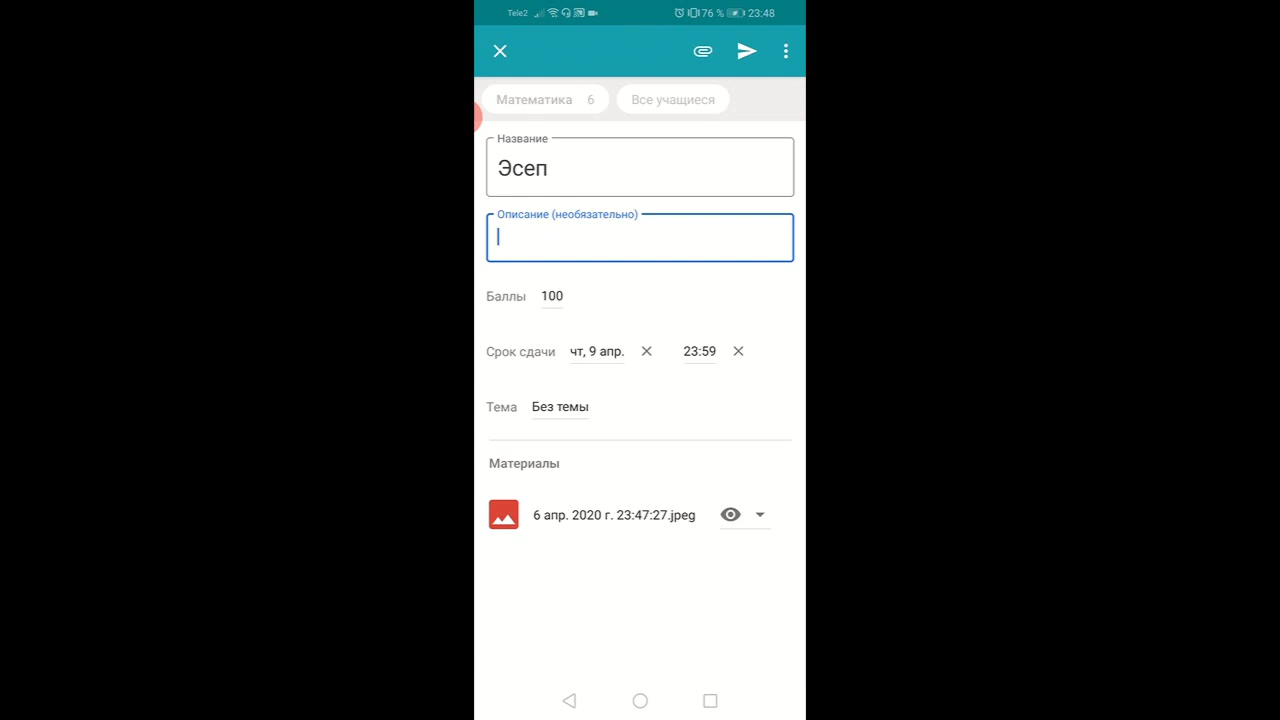 Tele2 76 % 23:48
Математика 6 Все учащиеся
Название
Эсеп
Описание (необязательно)
Баллы 100
Срок сдачи чт, 9 апр. 23:59
Тема Без темы
Материалы
6 апр. 2020 г. 23:47:27.jpeg